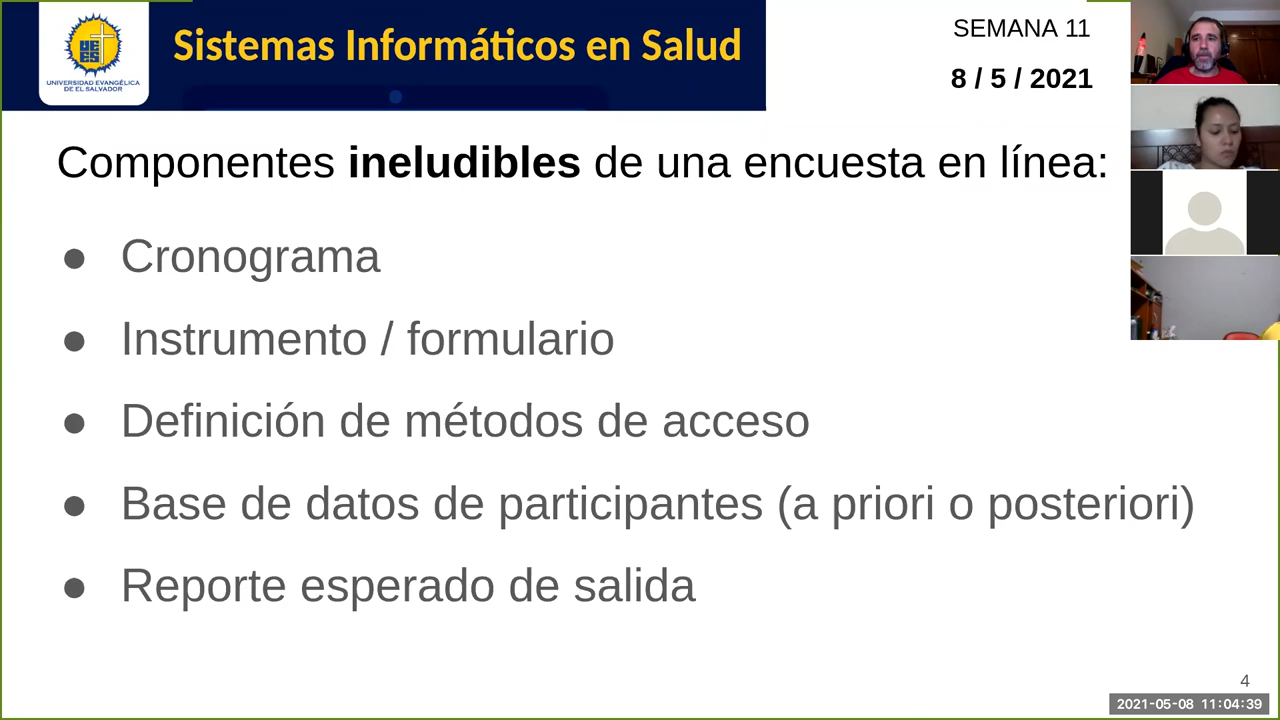 UNIVERSIDAD EVANGÉLICA
DE EL SALVADOR
Sistemas Informáticos en Salud
SEMANA 11
8 / 5 / 2021
Componentes ineludibles de una encuesta en línea:
● Cronograma
● Instrumento / formulario
● Definición de métodos de acceso
● Base de datos de participantes (a priori o posteriori)
● Reporte esperado de salida
4
2021-05-08 11:04:39